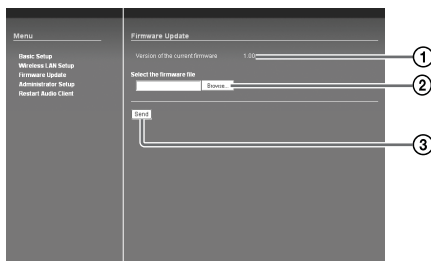 Menu
Basic Setup
Wireless LAN Setup
Firmware Update
Administrator Setup
Restart Audio Client
Firmware Update
Version of the current firmware 1.00
Select the firmware file
Browse...
Send
1
2
3